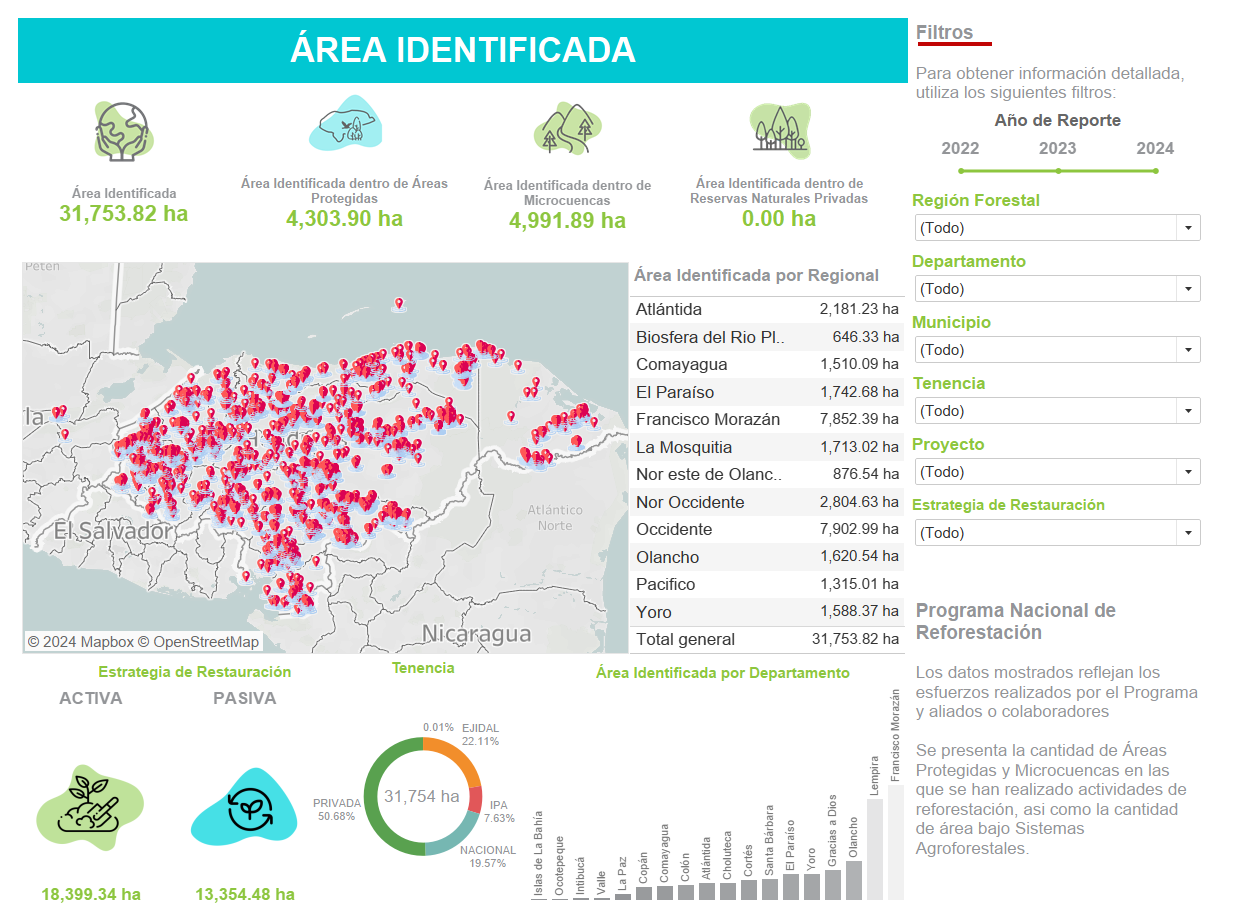 ÁREA IDENTIFICADA
Área Identificada
31,753.82 ha
Área Identificada dentro de Áreas
Protegidas
4,303.90 ha
Área Identificada dentro de
Microcuencas
4,991.89 ha
Área Identificada dentro de
Reservas Naturales Privadas
0.00 ha
Filtros
Para obtener información detallada,
utiliza los siguientes filtros:
Año de Reporte
2022 2023 2024
Región Forestal
(Todo)
Departamento
(Todo)
Municipio
(Todo)
Tenencia
(Todo)
Proyecto
(Todo)
Estrategia de Restauración
(Todo)
Petén
la
El Salvador
Nicaragua
Atlántico
Norte
© 2024 Mapbox © OpenStreetMap
Área Identificada por Regional
Atlántida 2,181.23 ha
Biosfera del Rio Pl.. 646.33 ha
Comayagua 1,510.09 ha
El Paraíso 1,742.68 ha
Francisco Morazán 7,852.39 ha
La Mosquitia 1,713.02 ha
Nor este de Olanc.. 876.54 ha
Nor Occidente 2,804.63 ha
Occidente 7,902.99 ha
Olancho 1,620.54 ha
Pacifico 1,315.01 ha
Yoro 1,588.37 ha
Total general 31,753.82 ha
Estrategia de Restauración
ACTIVA
18,399.34 ha
PASIVA
13,354.48 ha
Tenencia
0.01%
EJIDAL
22.11%
IPA
7.63%
NACIONAL
19.57%
PRIVADA
50.68%
31,754 ha
Área Identificada por Departamento
Islas de La Bahía
Ocotepeque
Intibucá
Valle
La Paz
Copán
Comayagua
Colón
Atlántida
Choluteca
Cortés
Santa Bárbara
El Paraíso
Yoro
Gracias a Dios
Olancho
Lempira
Francisco Morazán
Programa Nacional de
Reforestación
Los datos mostrados reflejan los
esfuerzos realizados por el Programa
y aliados o colaboradores
Se presenta la cantidad de Áreas
Protegidas y Microcuencas en las
que se han realizado actividades de
reforestación, asi como la cantidad
de área bajo Sistemas
Agroforestales.